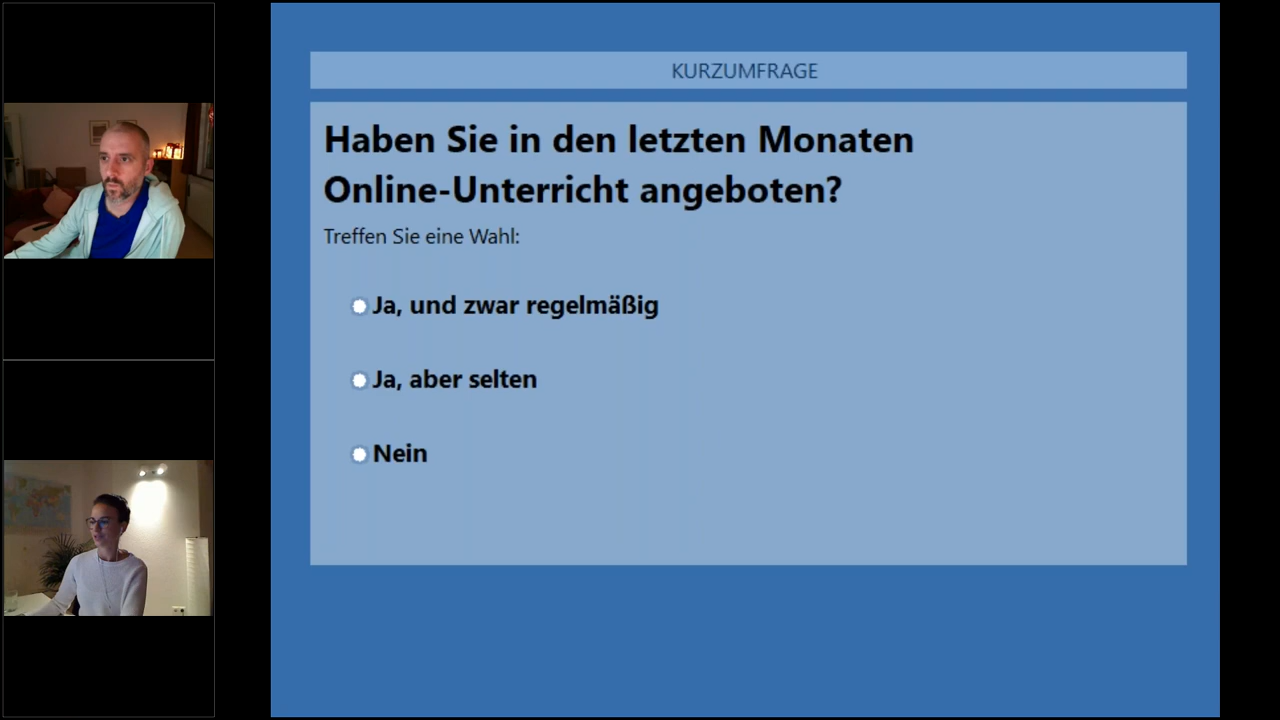 KURZUMFRAGE
Haben Sie in den letzten Monaten
Online-Unterricht angeboten?
Treffen Sie eine Wahl:
Ja, und zwar regelmäßig
Ja, aber selten
Nein